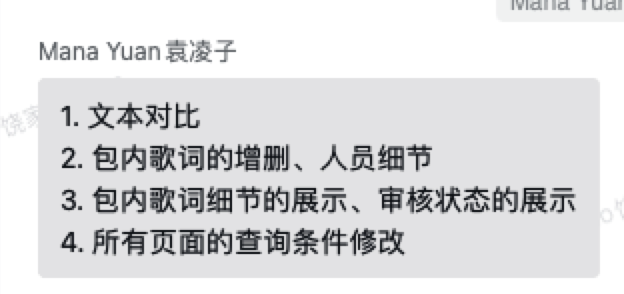 Mana Yuan
Mana Yuan袁凌子
1. 文本对比
2. 包内歌词的增删、人员细节
3. 包内歌词细节的展示、审核状态的展示
4. 所有页面的查询条件修改